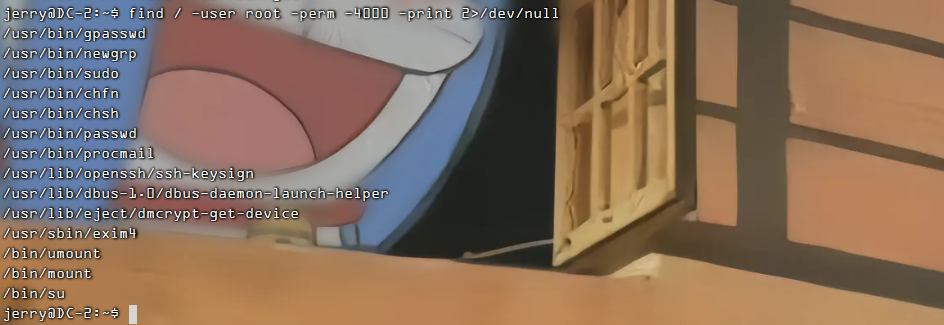 jerry@DC-2:~$ find / -user root -perm -4000 -print 2>/dev/null
/usr/bin/gpasswd
/usr/bin/newgrp
/usr/bin/sudo
/usr/bin/chfn
/usr/bin/chsh
/usr/bin/passwd
/usr/bin/procmail
/usr/lib/openssh/ssh-keysign
/usr/lib/dbus-1.0/dbus-daemon-launch-helper
/usr/lib/eject/dmcrypt-get-device
/usr/sbin/exim4
/bin/umount
/bin/mount
/bin/su
jerry@DC-2:~$